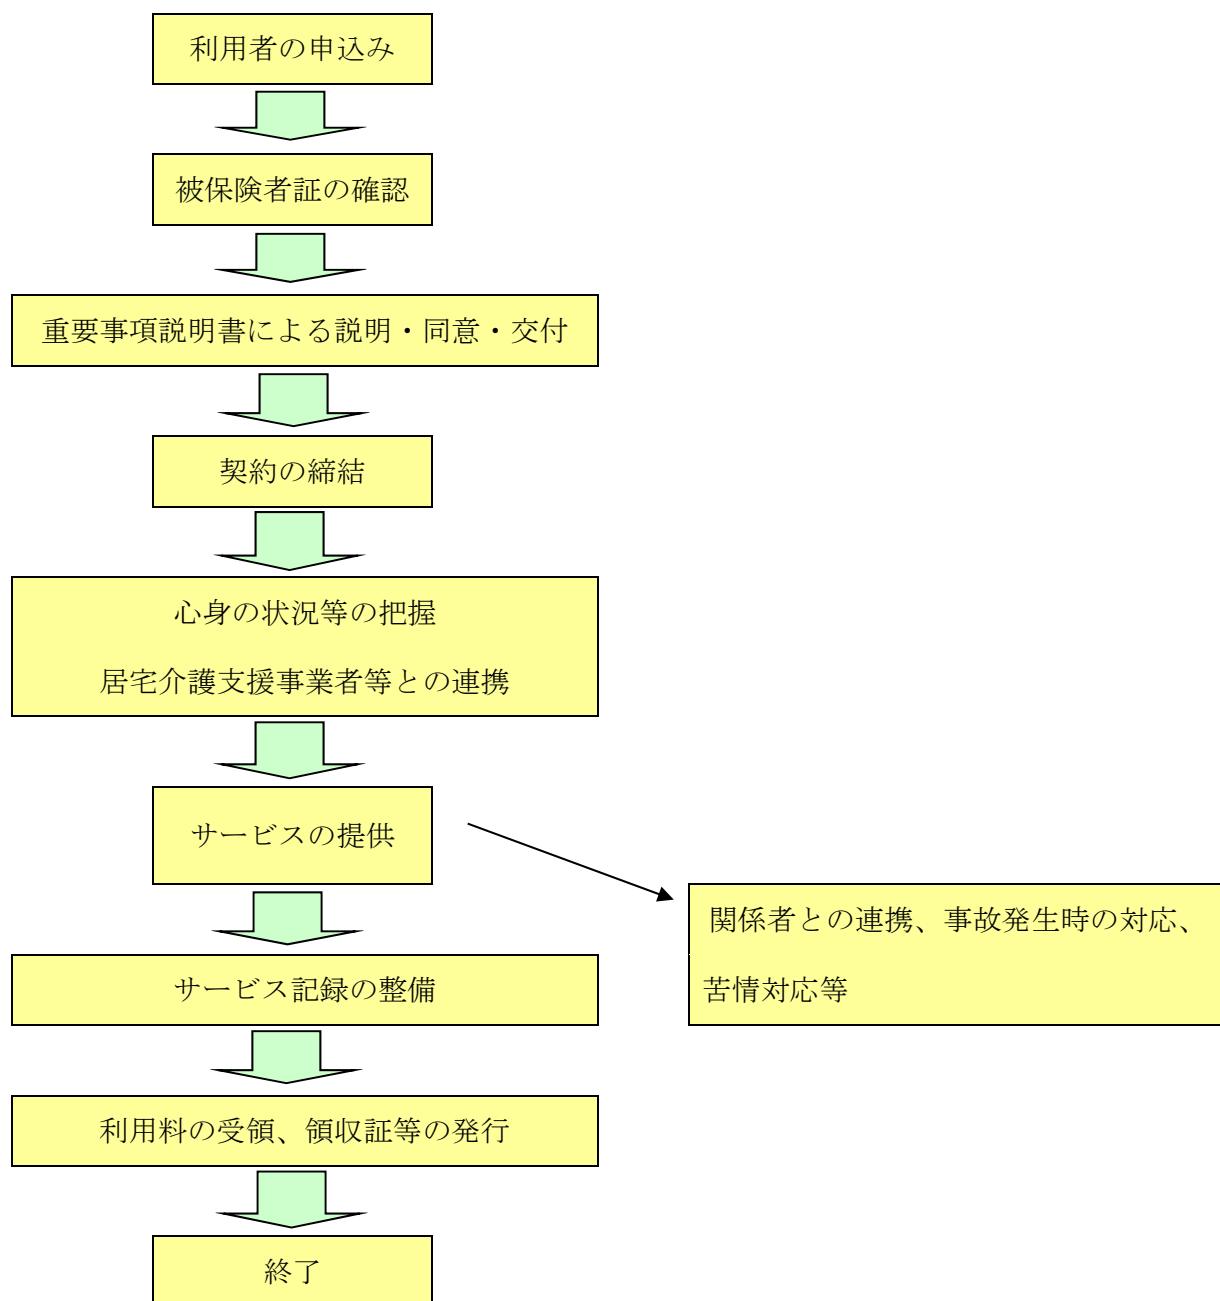 利用者の申込み
被保険者証の確認
重要事項説明書による説明・同意・交付
契約の締結
心身の状況等の把握
居宅介護支援事業者等との連携
サービスの提供
関係者との連携、事故発生時の対応、
苦情対応等
サービス記録の整備
利用料の受領、領収証等の発行
終了